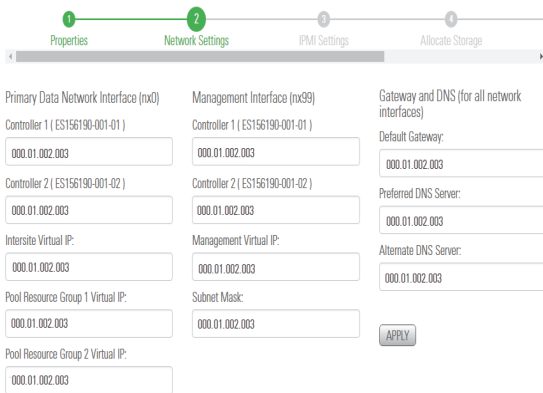 1
2
3
4
Properties
Network Settings
IPMI Settings
Allocate Storage
Primary Data Network Interface (nx0)
Controller 1 ( ES156190-001-01 )
000.01.002.003
Controller 2 ( ES156190-001-02 )
000.01.002.003
Intersite Virtual IP:
000.01.002.003
Pool Resource Group 1 Virtual IP:
000.01.002.003
Pool Resource Group 2 Virtual IP:
000.01.002.003
Management Interface (nx99)
Controller 1 ( ES156190-001-01 )
000.01.002.003
Controller 2 ( ES156190-001-02 )
000.01.002.003
Management Virtual IP:
000.01.002.003
Subnet Mask:
000.01.002.003
Gateway and DNS (for all network
interfaces)
Default Gateway:
000.01.002.003
Preferred DNS Server:
000.01.002.003
Alternate DNS Server:
000.01.002.003
APPLY